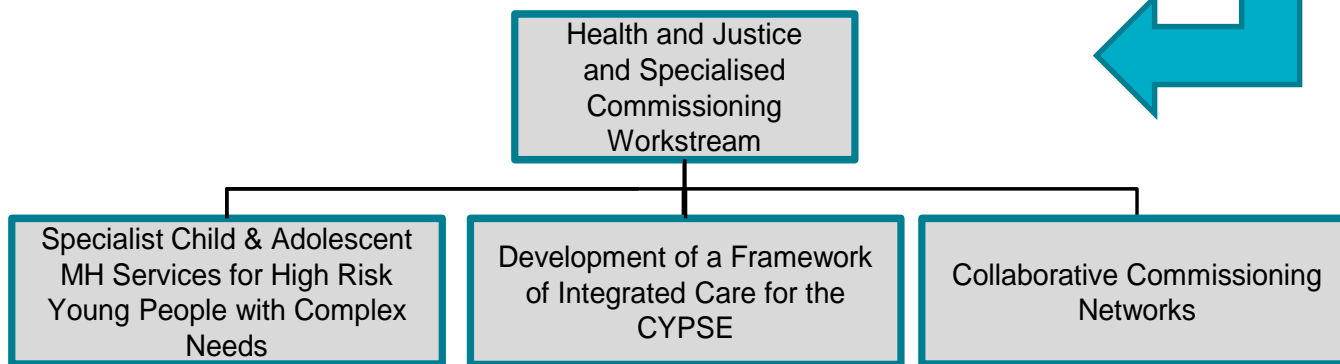 Health and Justice
and Specialised
Commissioning
Workstream
Specialist Child & Adolescent
MH Services for High Risk
Young People with Complex
Needs
Development of a Framework
of Integrated Care for the
CYPSE
Collaborative Commissioning
Networks